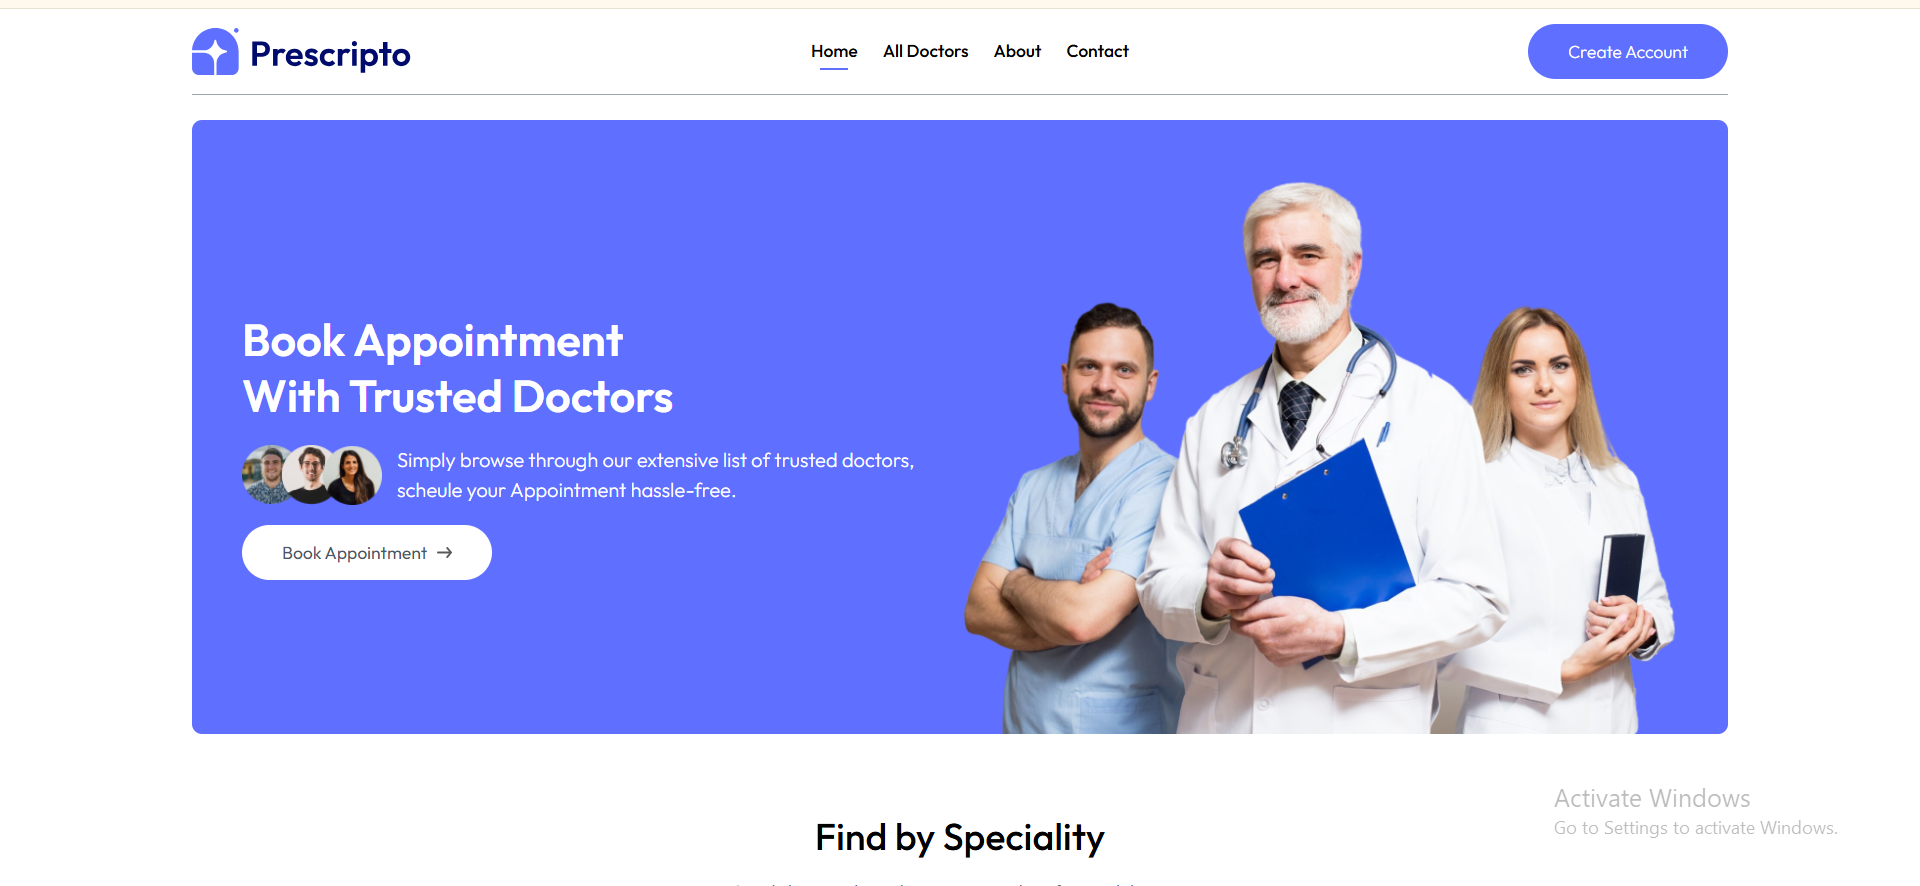 Prescripto
Home All Doctors About Contact
Create Account
Book Appointment
With Trusted Doctors
Simply browse through our extensive list of trusted doctors,
scheule your Appointment hassle-free.
Book Appointment →
Activate Windows
Go to Settings to activate Windows.
Find by Speciality